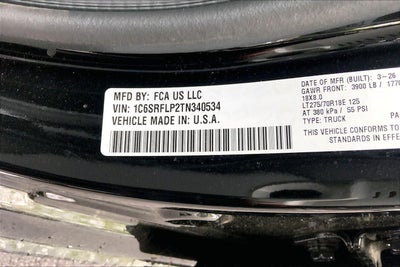 MFD BY: FCA US LLC
VIN: 1C6SRFLP2TN340534
VEHICLE MADE IN: U.S.A.
DATE OF MFR (BUILT): 3-26
GAWR FRONT: 3900 LB / 1770
18X8.0
LT275/70R18E 125
AT 380 kPa / 55 PSI
TYPE: TRUCK
THIS VEHICLE CONFORMS TO
STANDARDS IN EFFE